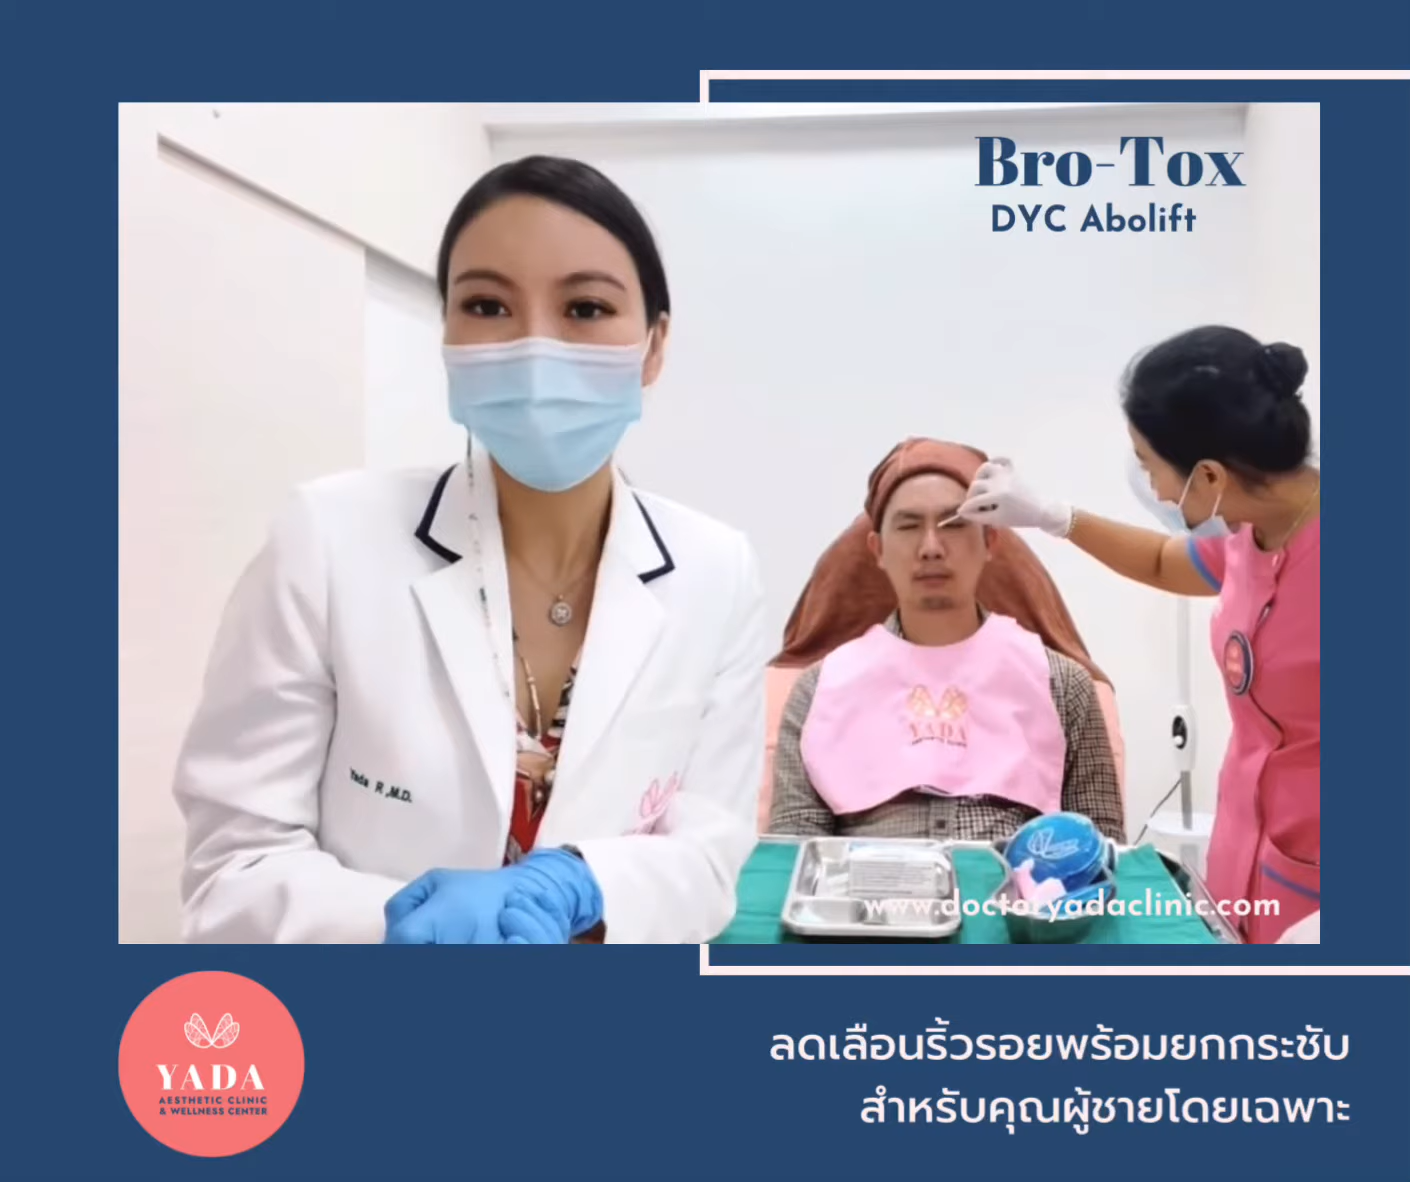 Bro-Tox
DYC Abolift
Yada R.,M.D.
YADA
www.doctoryadaclinic.com
YADA
AESTHETIC CLINIC
& WELLNESS CENTER
ลดเลือนริ้วรอยพร้อมยกกระชับ
สำหรับคุณผู้ชายโดยเฉพาะ